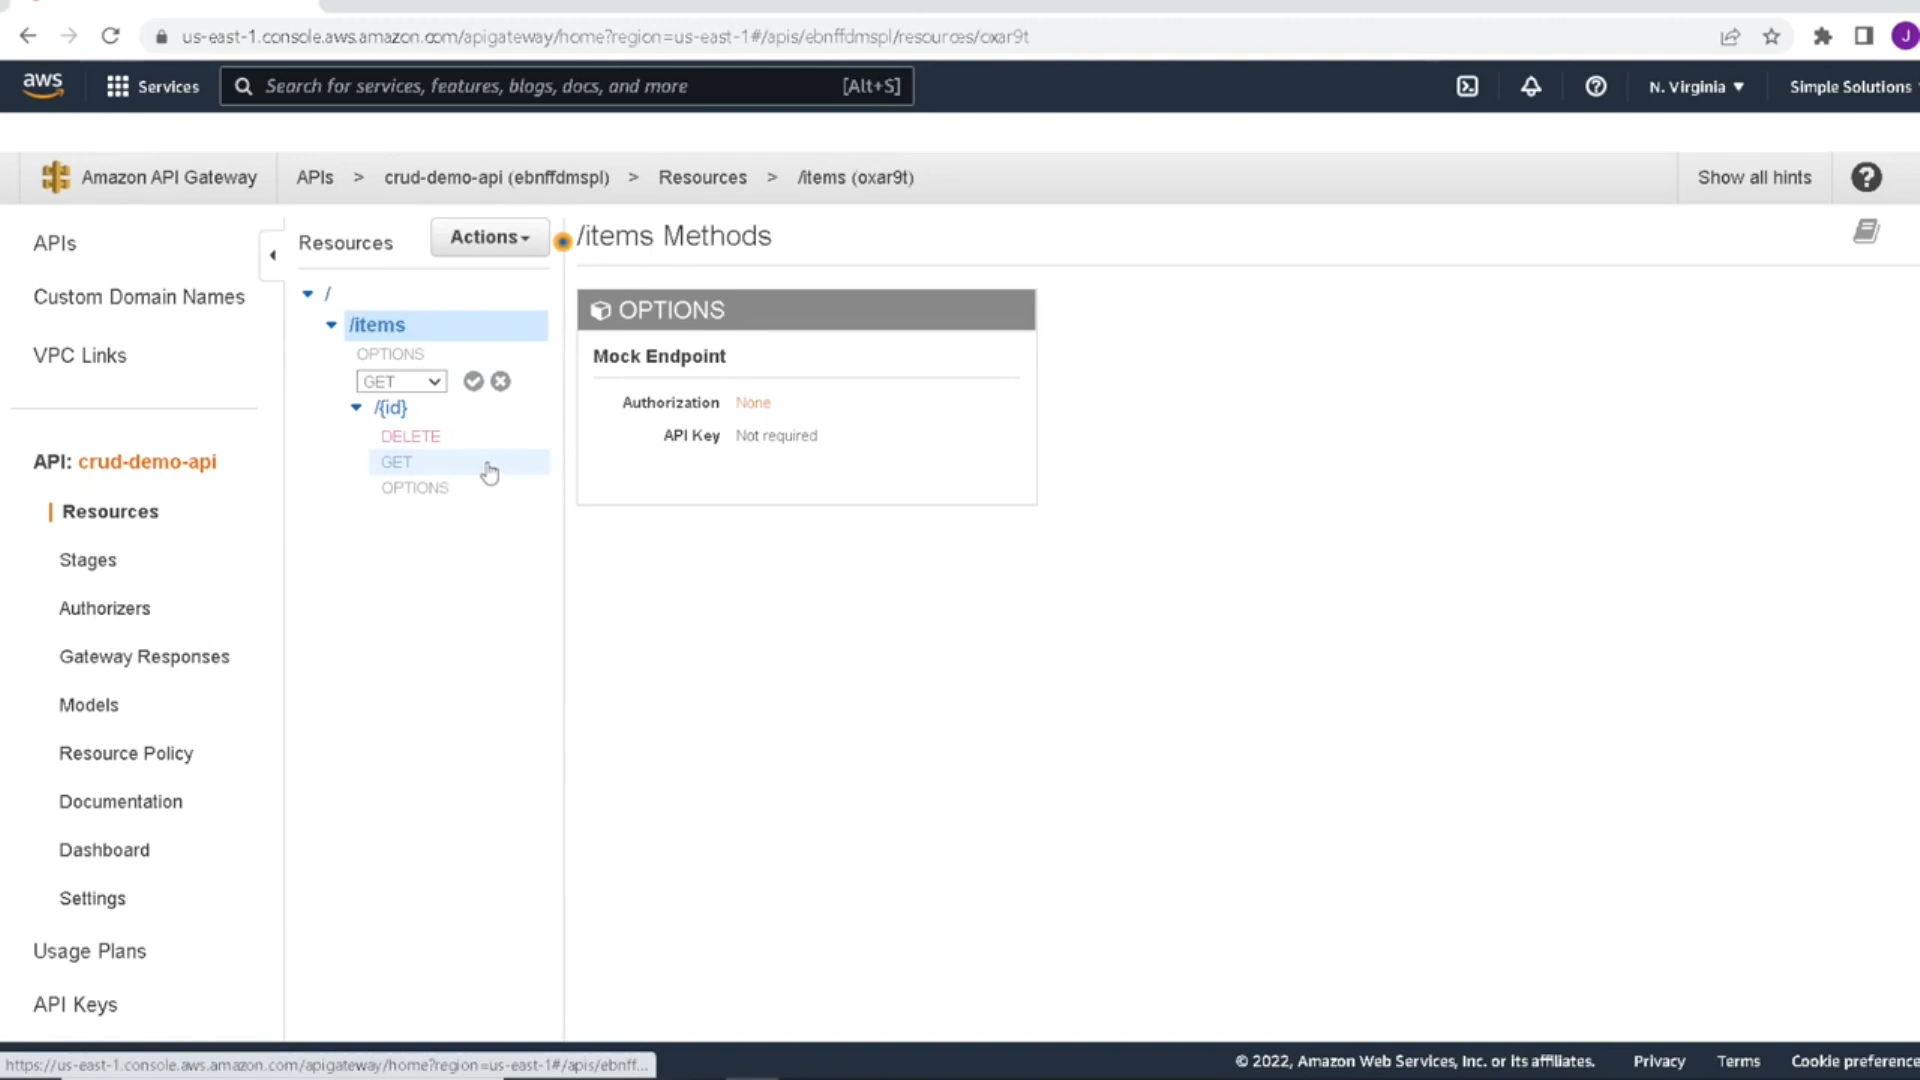 us-east-1.console.aws.amazon.com/apigateway/home?region=us-east-1#/apis/ebnffdmspl/resources/oxar9t
J
aws
Services
Search for services, features, blogs, docs, and more
[Alt+S]
N. Virginia
Simple Solutions
Amazon API Gateway
APIs > crud-demo-api (ebnffdmspl) > Resources > /items (oxar9t)
Show all hints
APIs
Custom Domain Names
VPC Links
API: crud-demo-api
Resources
Stages
Authorizers
Gateway Responses
Models
Resource Policy
Documentation
Dashboard
Settings
Usage Plans
API Keys
Resources
Actions
/
/items
OPTIONS
GET
/{id}
DELETE
GET
OPTIONS
/items Methods
OPTIONS
Mock Endpoint
Authorization None
API Key Not required
https://us-east-1.console.aws.amazon.com/apigateway/home?region=us-east-1#/apis/ebnff...
© 2022, Amazon Web Services, Inc. or its affiliates.
Privacy
Terms
Cookie preference